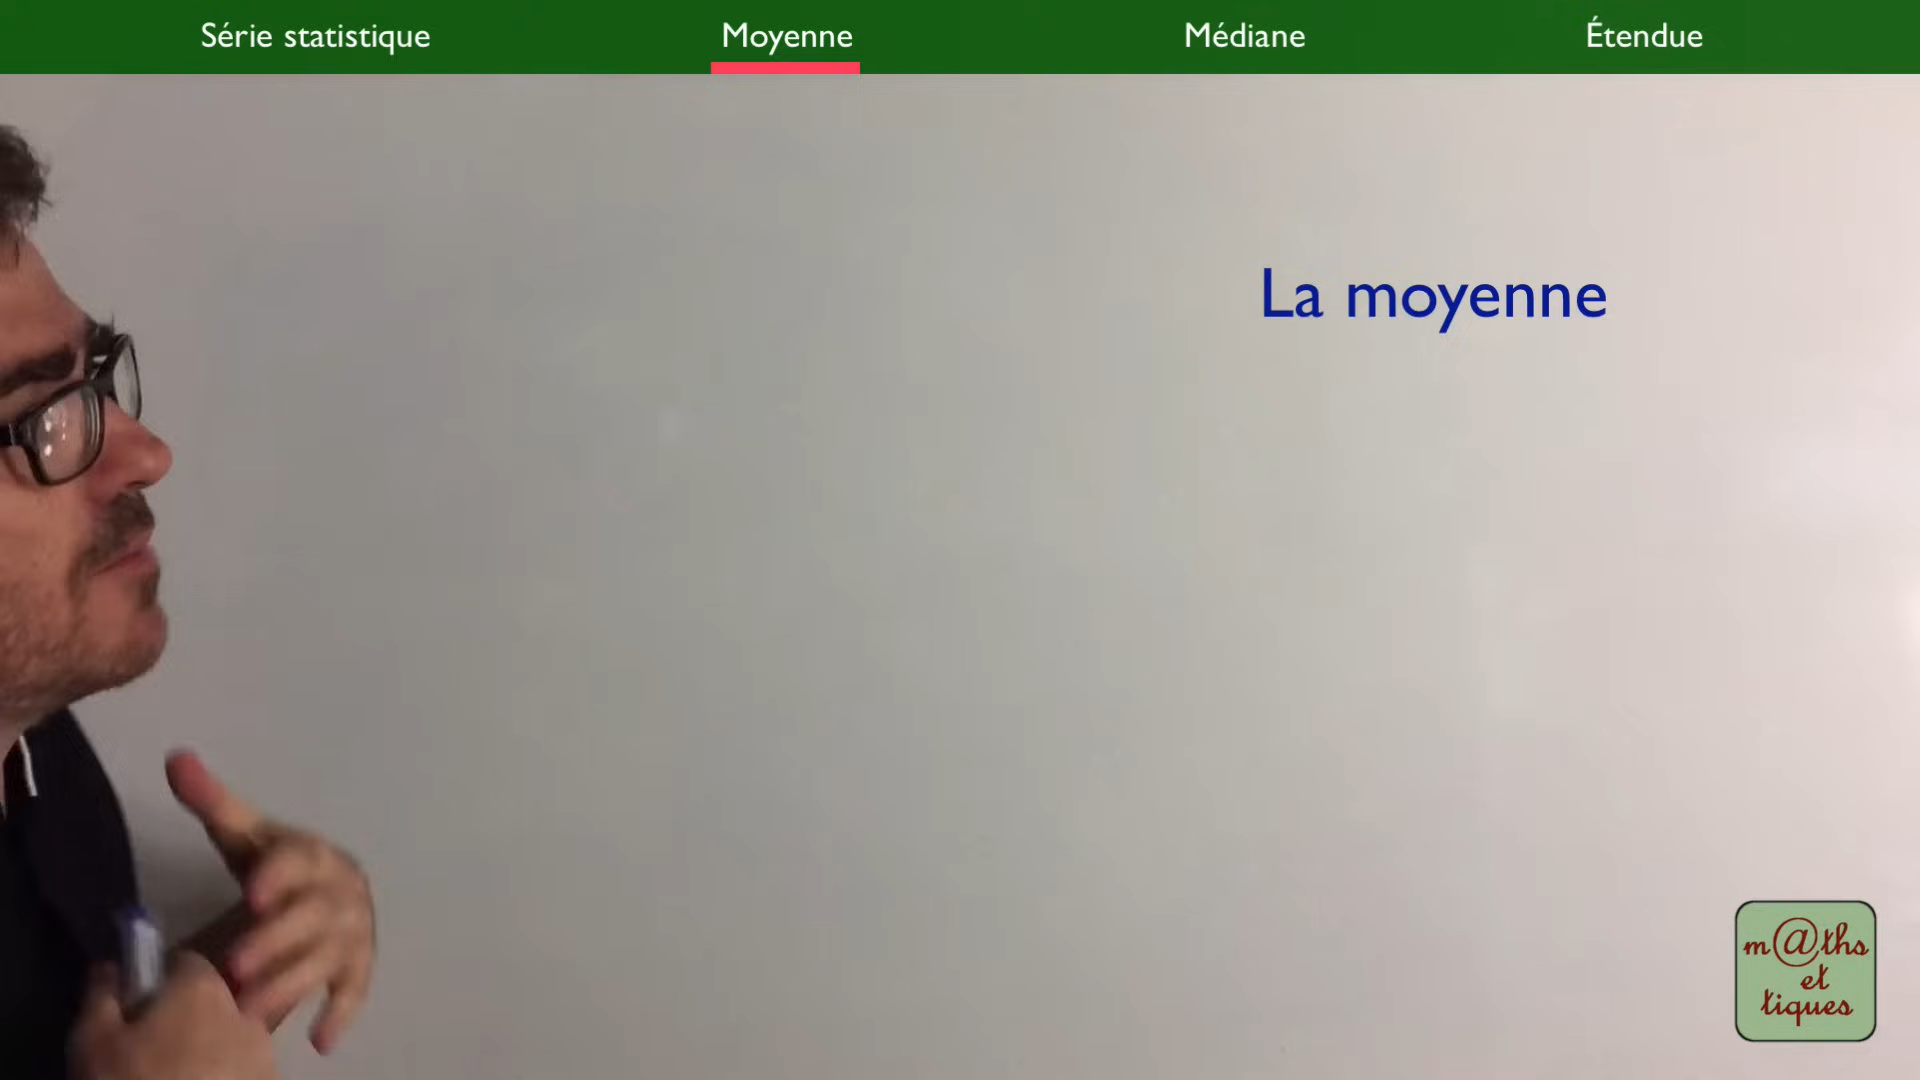 Série statistique
Moyenne
Médiane
Étendue
La moyenne
m@ths
et
tiques